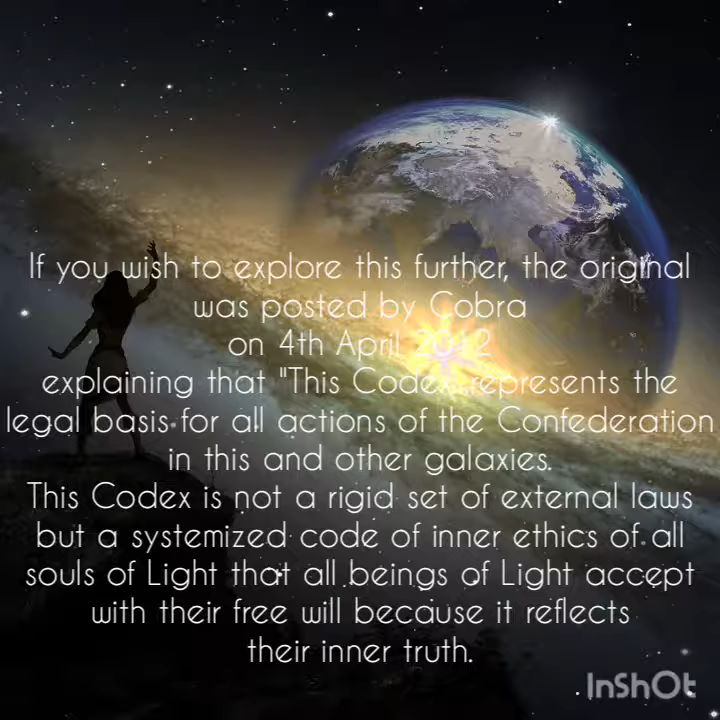 If you wish to explore this further, the original
was posted by Cobra
on 4th April 2012
explaining that "This Codex represents the
legal basis for all actions of the Confederation
in this and other galaxies.
This Codex is not a rigid set of external laws
but a systemized code of inner ethics of all
souls of Light that all beings of Light accept
with their free will because it reflects
their inner truth.
InShOt